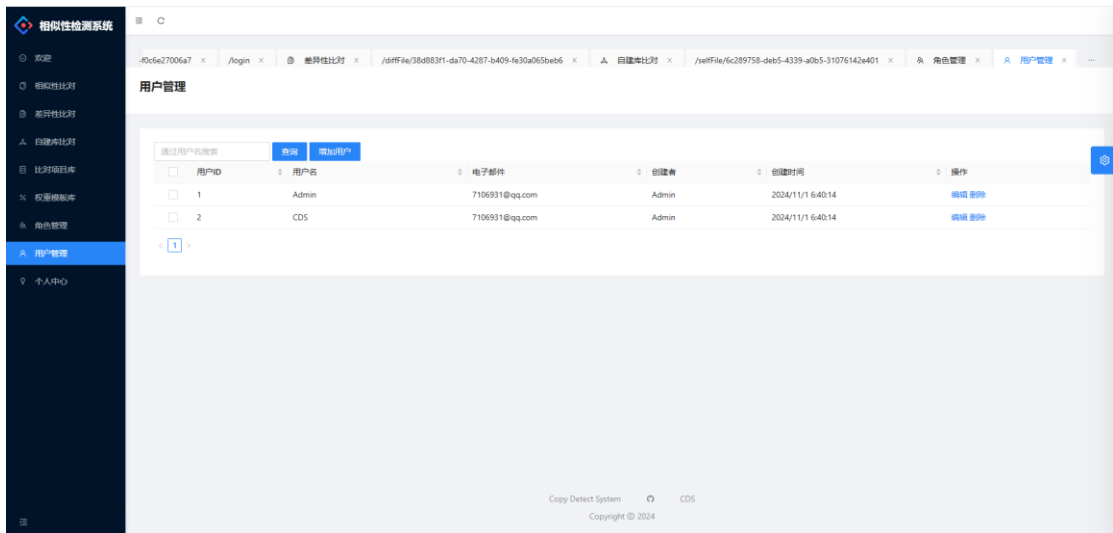 相似性检测系统
欢迎
相似性比对
差异性比对
自建库比对
比对项目库
权重模板库
角色管理
用户管理
个人中心
-f0c6e27006a7 × /login × 差异性比对 × /diffFile/38d883f1-da70-4287-b409-fe30a065beb6 × 自建库比对 × /selfFile/6c289758-deb5-4339-a0b5-31076142e401 × 角色管理 × 用户管理 × ...
用户管理
通过用户名搜索 查询 增加用户
用户ID 用户名 电子邮件 创建者 创建时间 操作
1 Admin 7106931@qq.com Admin 2024/11/1 6:40:14 编辑 删除
2 CDS 7106931@qq.com Admin 2024/11/1 6:40:14 编辑 删除
< 1 >
Copy Detect System CDS
Copyright © 2024